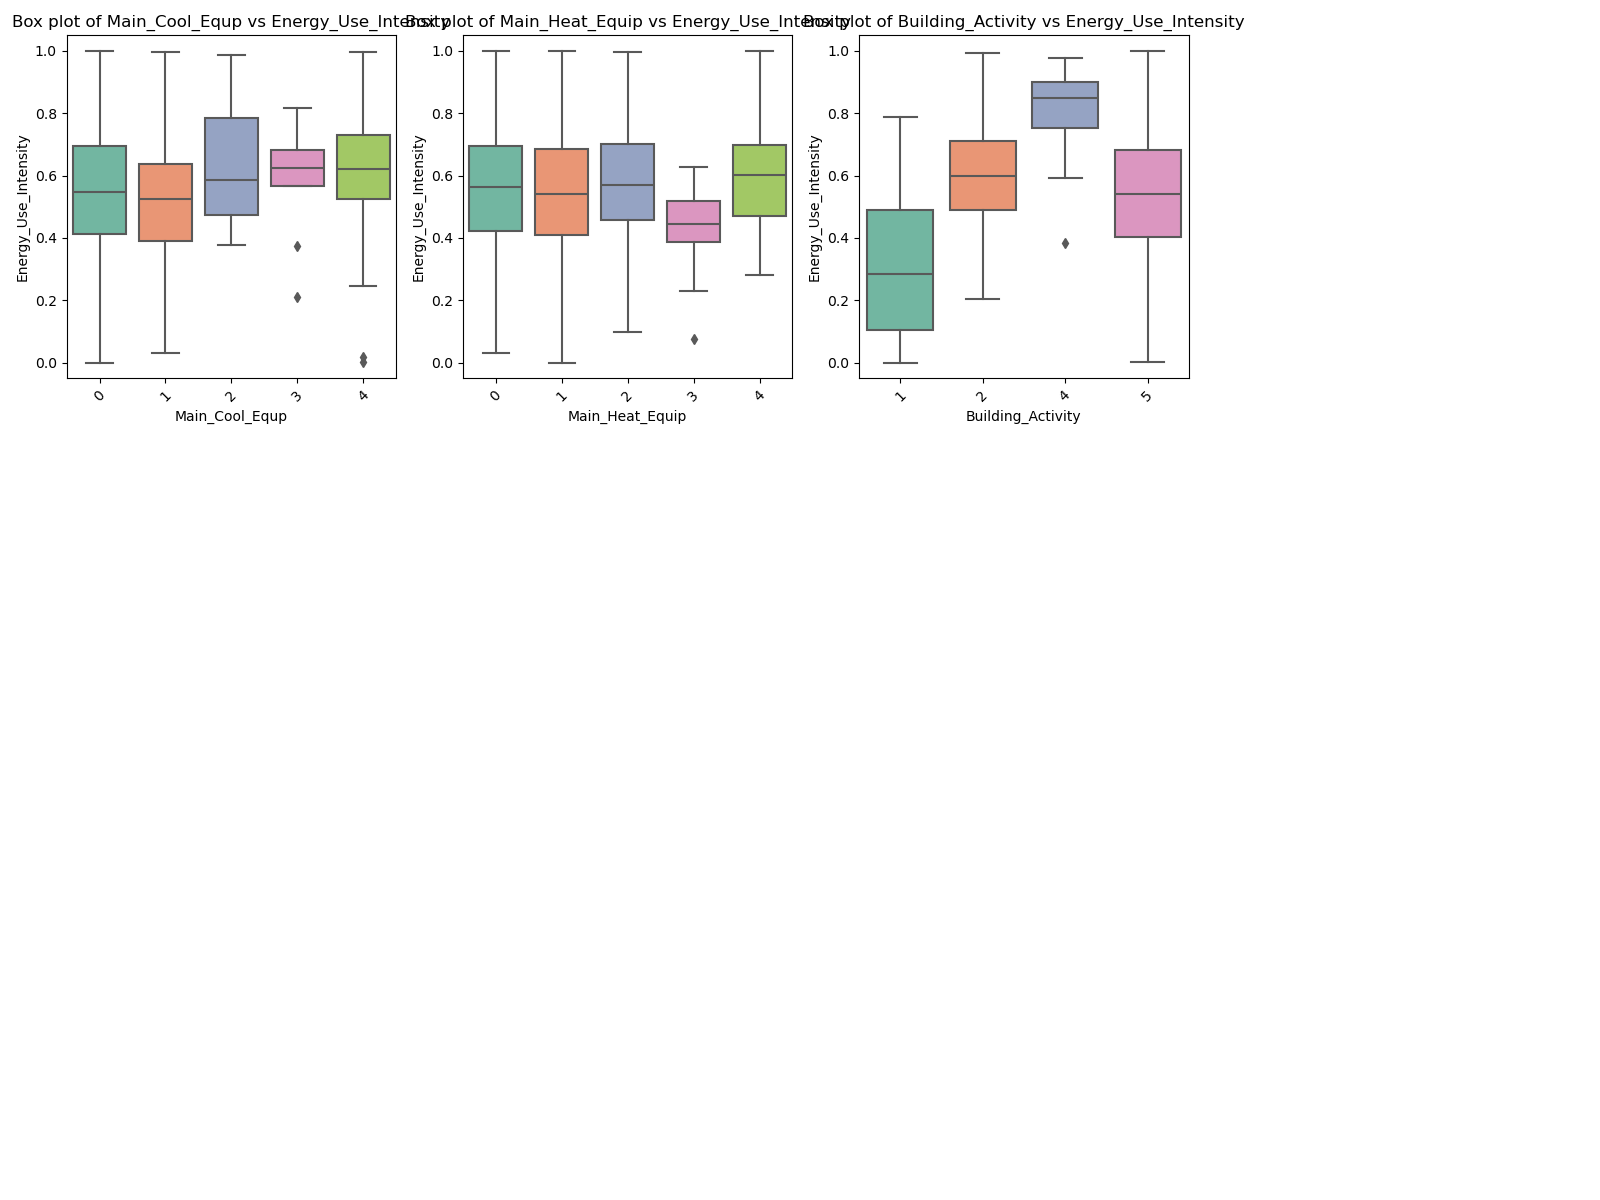 Box plot of Main_Cool_Equp vs Energy_Use_Intensity
Box plot of Main_Heat_Equip vs Energy_Use_Intensity
Box plot of Building_Activity vs Energy_Use_Intensity
Energy_Use_Intensity
1.0
0.8
0.6
0.4
0.2
0.0
0 1 2 3 4
Main_Cool_Equp
Energy_Use_Intensity
1.0
0.8
0.6
0.4
0.2
0.0
0 1 2 3 4
Main_Heat_Equip
Energy_Use_Intensity
1.0
0.8
0.6
0.4
0.2
0.0
1 2 4 5
Building_Activity